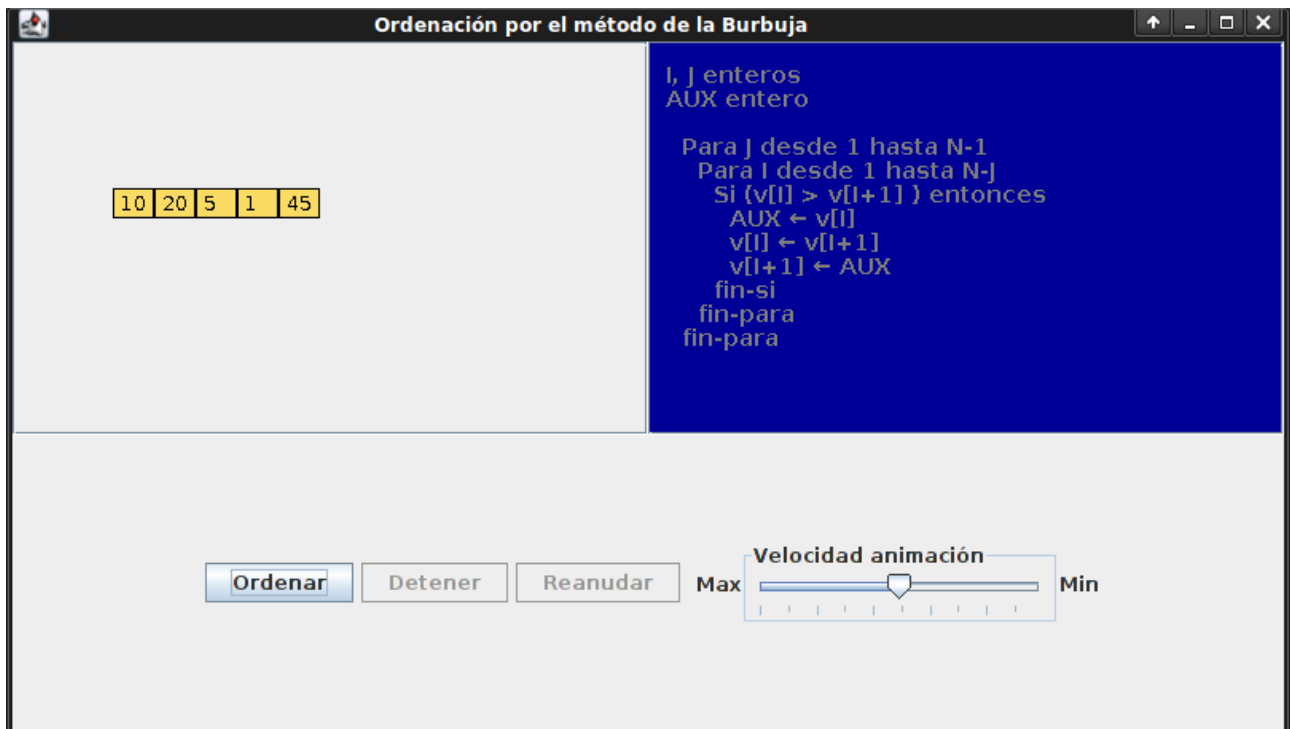 Ordenación por el método de la Burbuja
10 20 5 1 45
I, J enteros
AUX entero
Para J desde 1 hasta N-1
Para I desde 1 hasta N-J
Si (v[I] > v[I+1] ) entonces
AUX ← v[I]
v[I] ← v[I+1]
v[I+1] ← AUX
fin-si
fin-para
fin-para
Velocidad animación
Ordenar Detener Reanudar Max Min